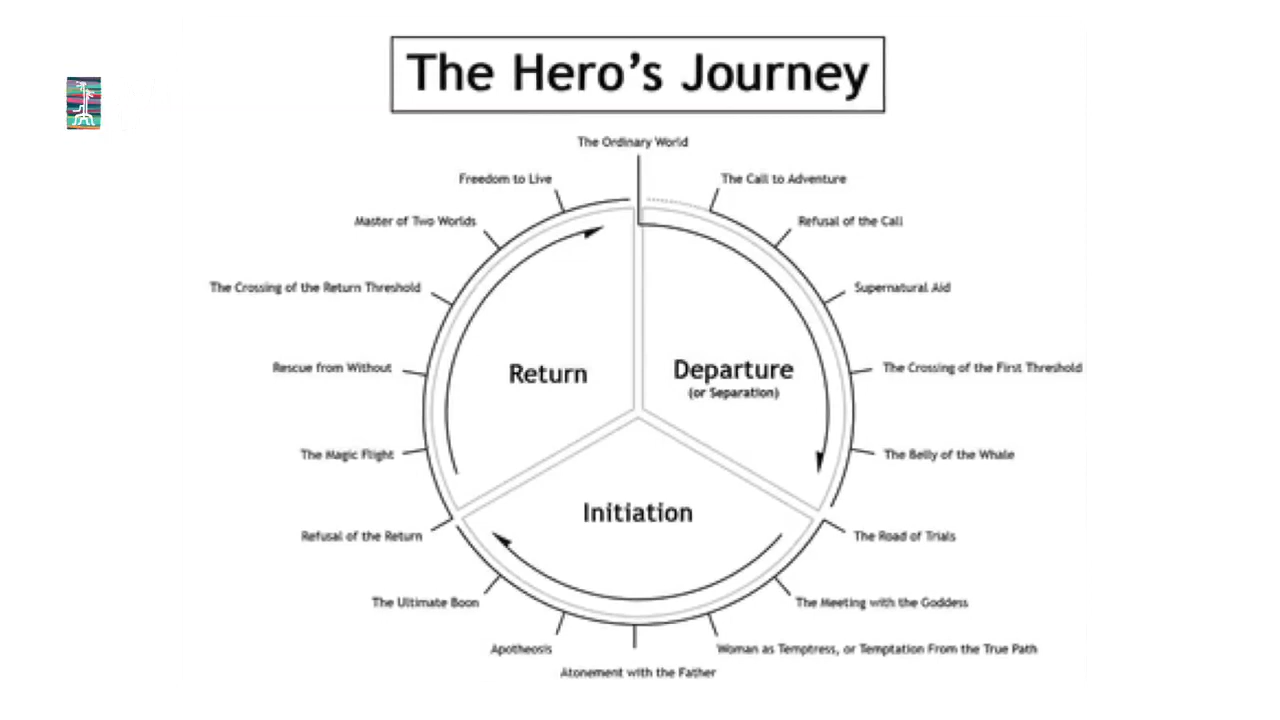 The Hero's Journey
The Ordinary World
The Call to Adventure
Refusal of the Call
Supernatural Aid
The Crossing of the First Threshold
The Belly of the Whale
The Road of Trials
The Meeting with the Goddess
Woman as Temptress, or Temptation From the True Path
Atonement with the Father
Apotheosis
The Ultimate Boon
Refusal of the Return
The Magic Flight
Rescue from Without
The Crossing of the Return Threshold
Master of Two Worlds
Freedom to Live
Departure
(or Separation)
Initiation
Return